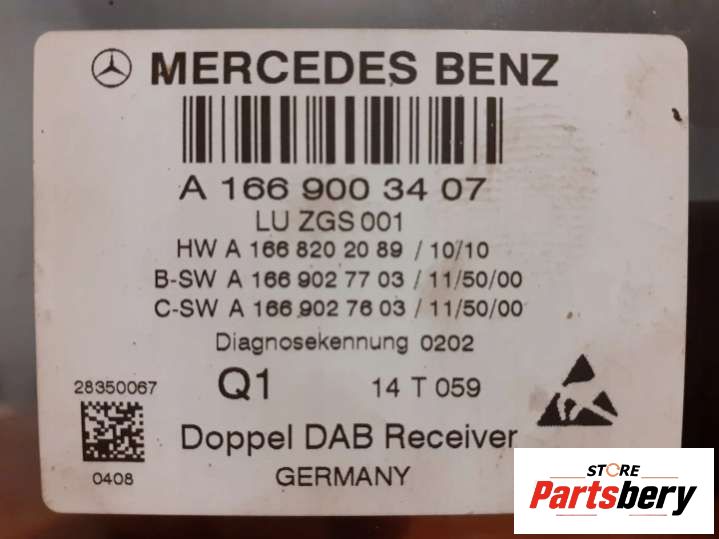 MERCEDES BENZ
A 166 900 34 07
LU ZGS 001
HW A 166 820 20 89 / 10/10
B-SW A 166 902 77 03 / 11/50/00
C-SW A 166 902 76 03 / 11/50/00
Diagnosekennung 0202
28350067
Q1 14 T 059
0408
Doppel DAB Receiver
GERMANY
STORE
Partsbery